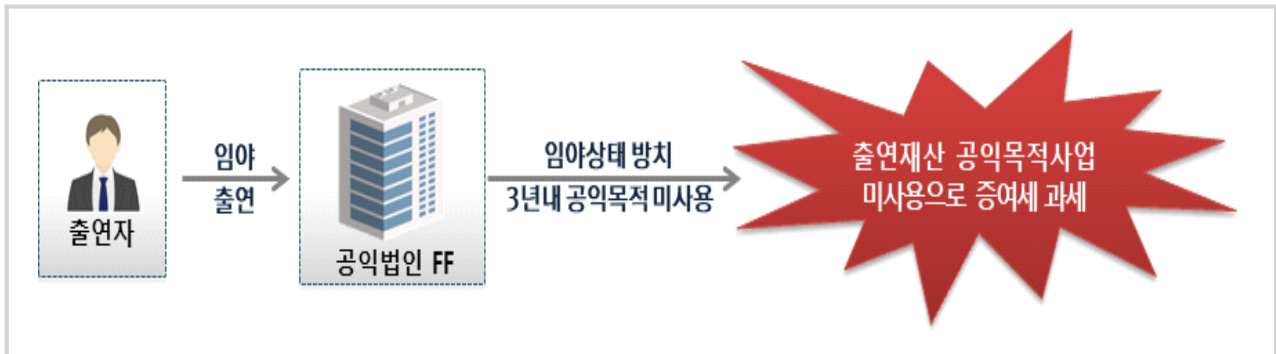 출연자
임야
출연
공익법인 FF
임야상태 방치
3년내 공익목적 미사용
출연재산 공익목적사업
미사용으로 증여세 과세